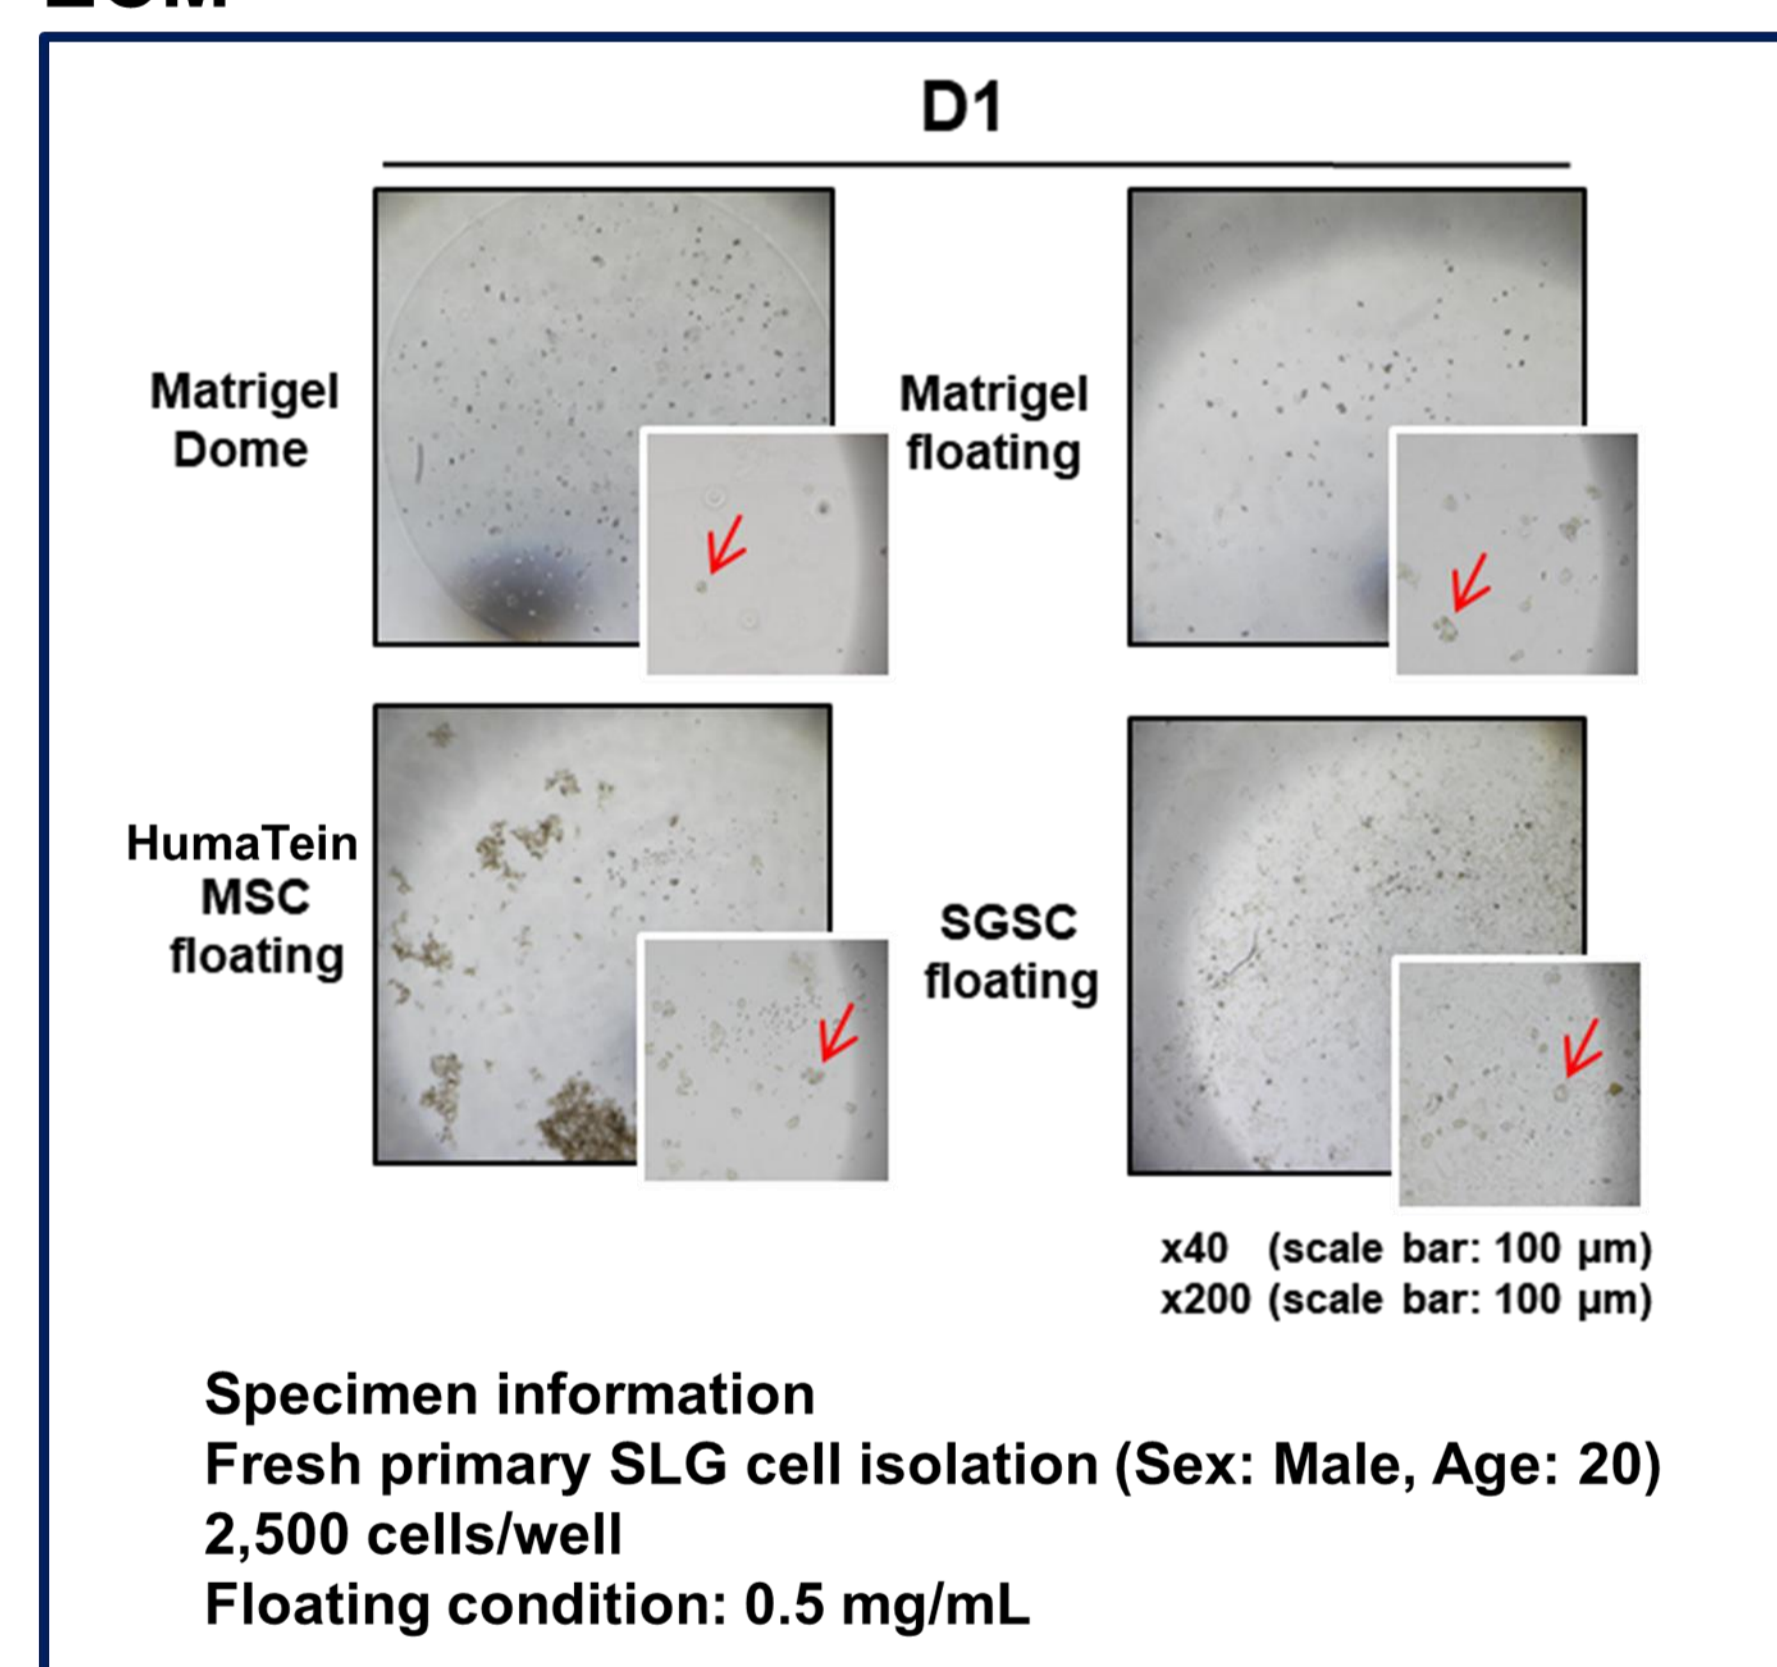 D1
Matrigel
Dome
Matrigel
floating
HumaTein
MSC
floating
SGSC
floating
x40 (scale bar: 100 μm)
x200 (scale bar: 100 μm)
Specimen information
Fresh primary SLG cell isolation (Sex: Male, Age: 20)
2,500 cells/well
Floating condition: 0.5 mg/mL